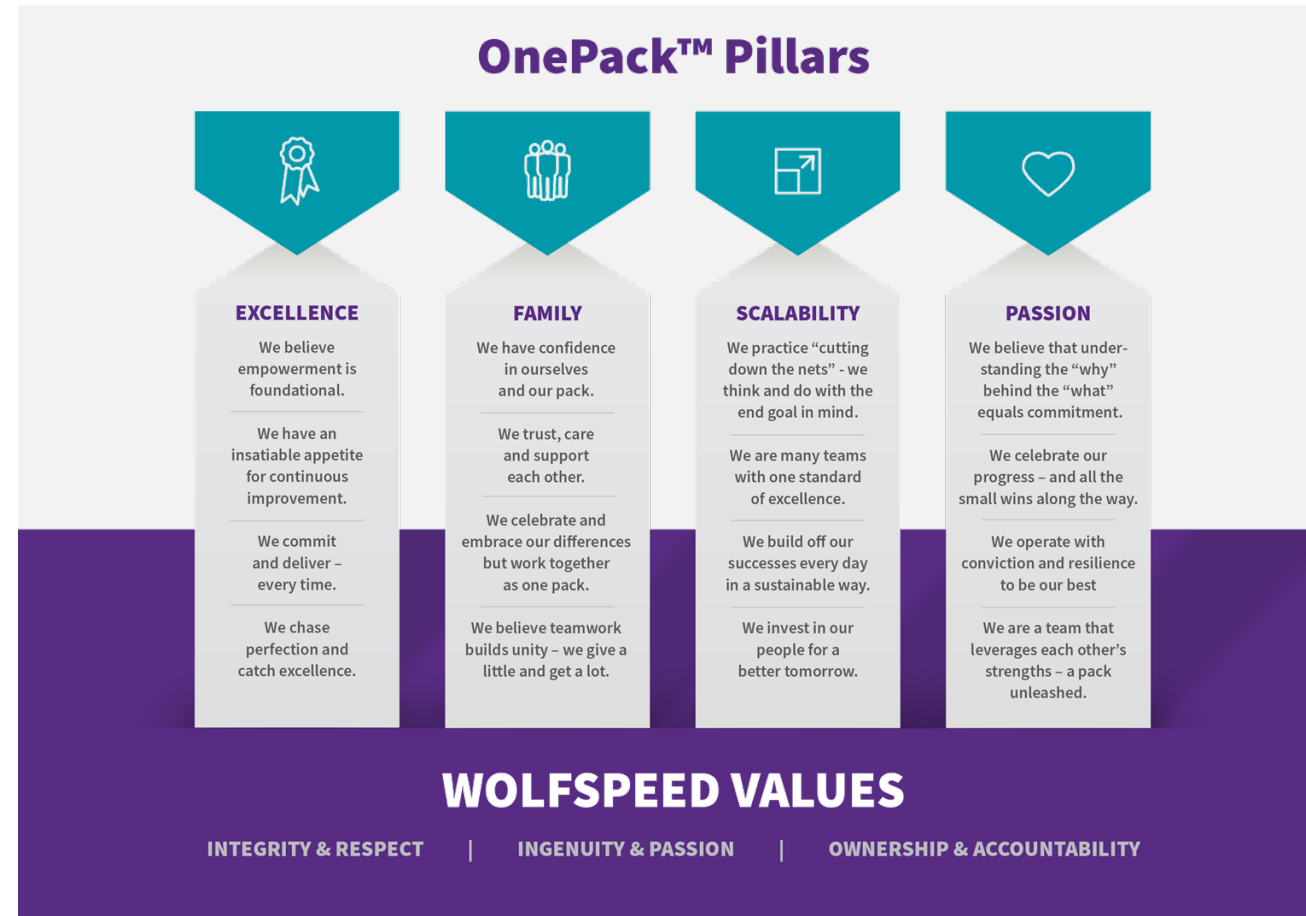 OnePack™ Pillars
EXCELLENCE
We believe
empowerment is
foundational.
We have an
insatiable appetite
for continuous
improvement.
We commit
and deliver –
every time.
We chase
perfection and
catch excellence.
FAMILY
We have confidence
in ourselves
and our pack.
We trust, care
and support
each other.
We celebrate and
embrace our differences
but work together
as one pack.
We believe teamwork
builds unity – we give a
little and get a lot.
SCALABILITY
We practice “cutting
down the nets” - we
think and do with the
end goal in mind.
We are many teams
with one standard
of excellence.
We build off our
successes every day
in a sustainable way.
We invest in our
people for a
better tomorrow.
PASSION
We believe that under-
standing the “why”
behind the “what”
equals commitment.
We celebrate our
progress – and all the
small wins along the way.
We operate with
conviction and resilience
to be our best
We are a team that
leverages each other’s
strengths – a pack
unleashed.
WOLFSPEED VALUES
INTEGRITY & RESPECT | INGENUITY & PASSION | OWNERSHIP & ACCOUNTABILITY